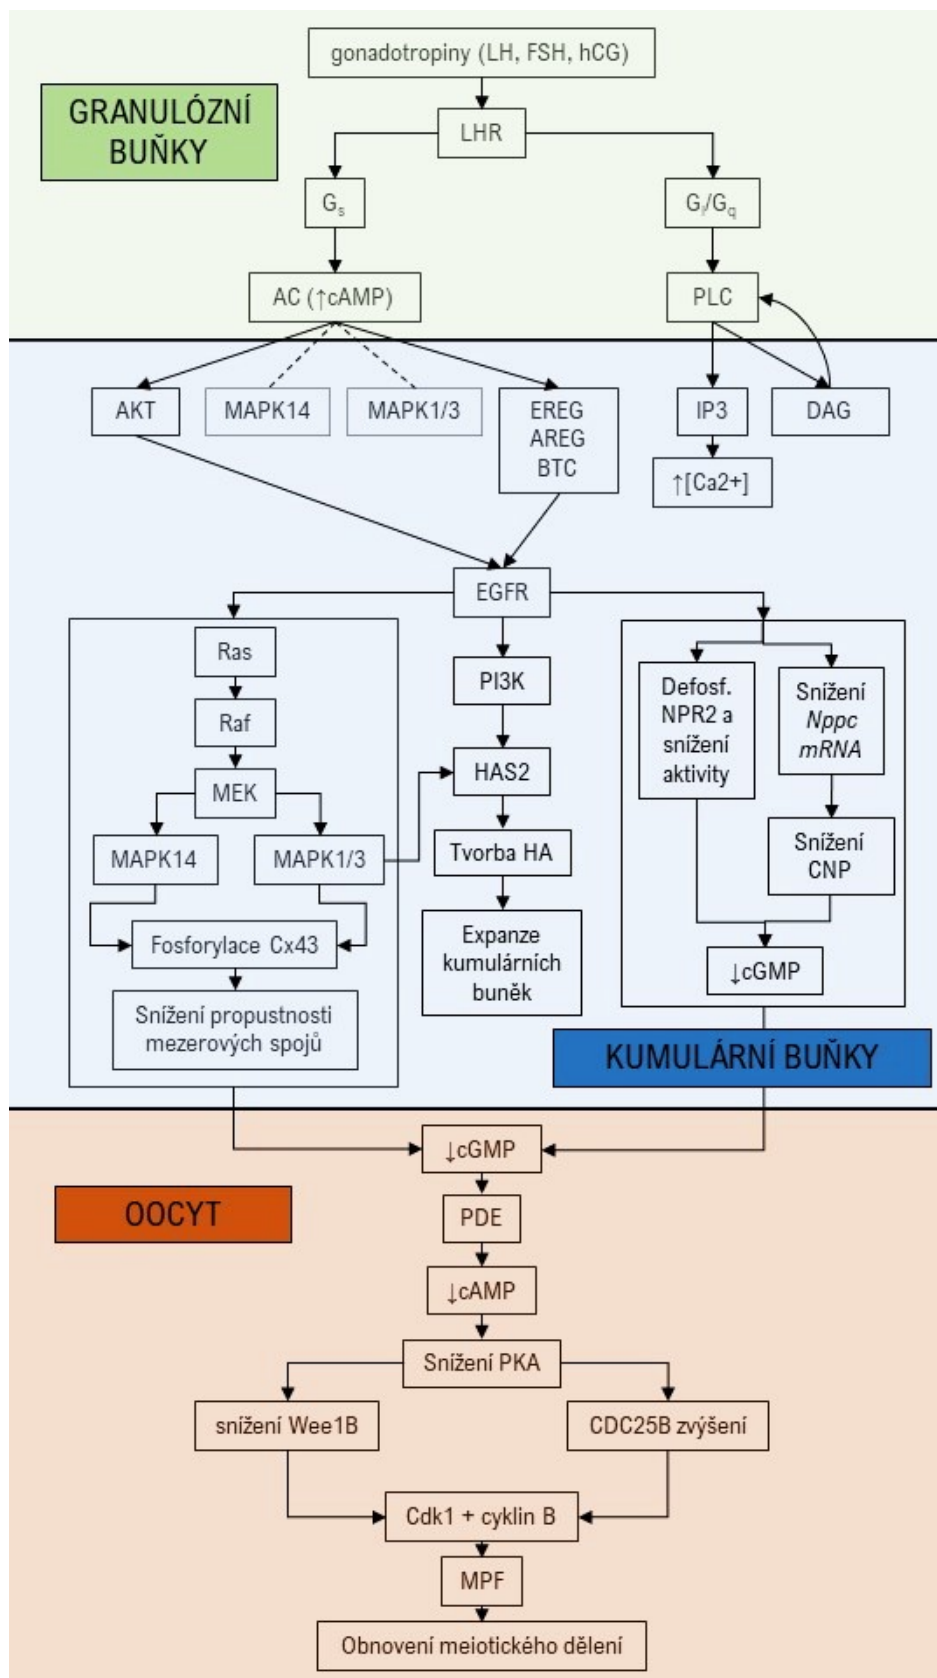 gonadotropiny (LH, FSH, hCG)
GRANULÓZNÍ
BUŇKY
LHR
Gs
Gi/Gq
AC (↑cAMP)
PLC
AKT
MAPK14
MAPK1/3
EREG
AREG
BTC
IP3
DAG
↑[Ca2+]
EGFR
Ras
Raf
MEK
MAPK14
MAPK1/3
Fosforylace Cx43
Snížení propustnosti
mezerových spojů
PI3K
HAS2
Tvorba HA
Expanze
kumulárních
buněk
Defosf.
NPR2 a
snížení
aktivity
Snížení
Nppc
mRNA
Snížení
CNP
↓cGMP
KUMULÁRNÍ BUŇKY
↓cGMP
OOCYT
PDE
↓cAMP
Snížení PKA
snížení Wee1B
CDC25B zvýšení
Cdk1 + cyklin B
MPF
Obnovení meiotického dělení